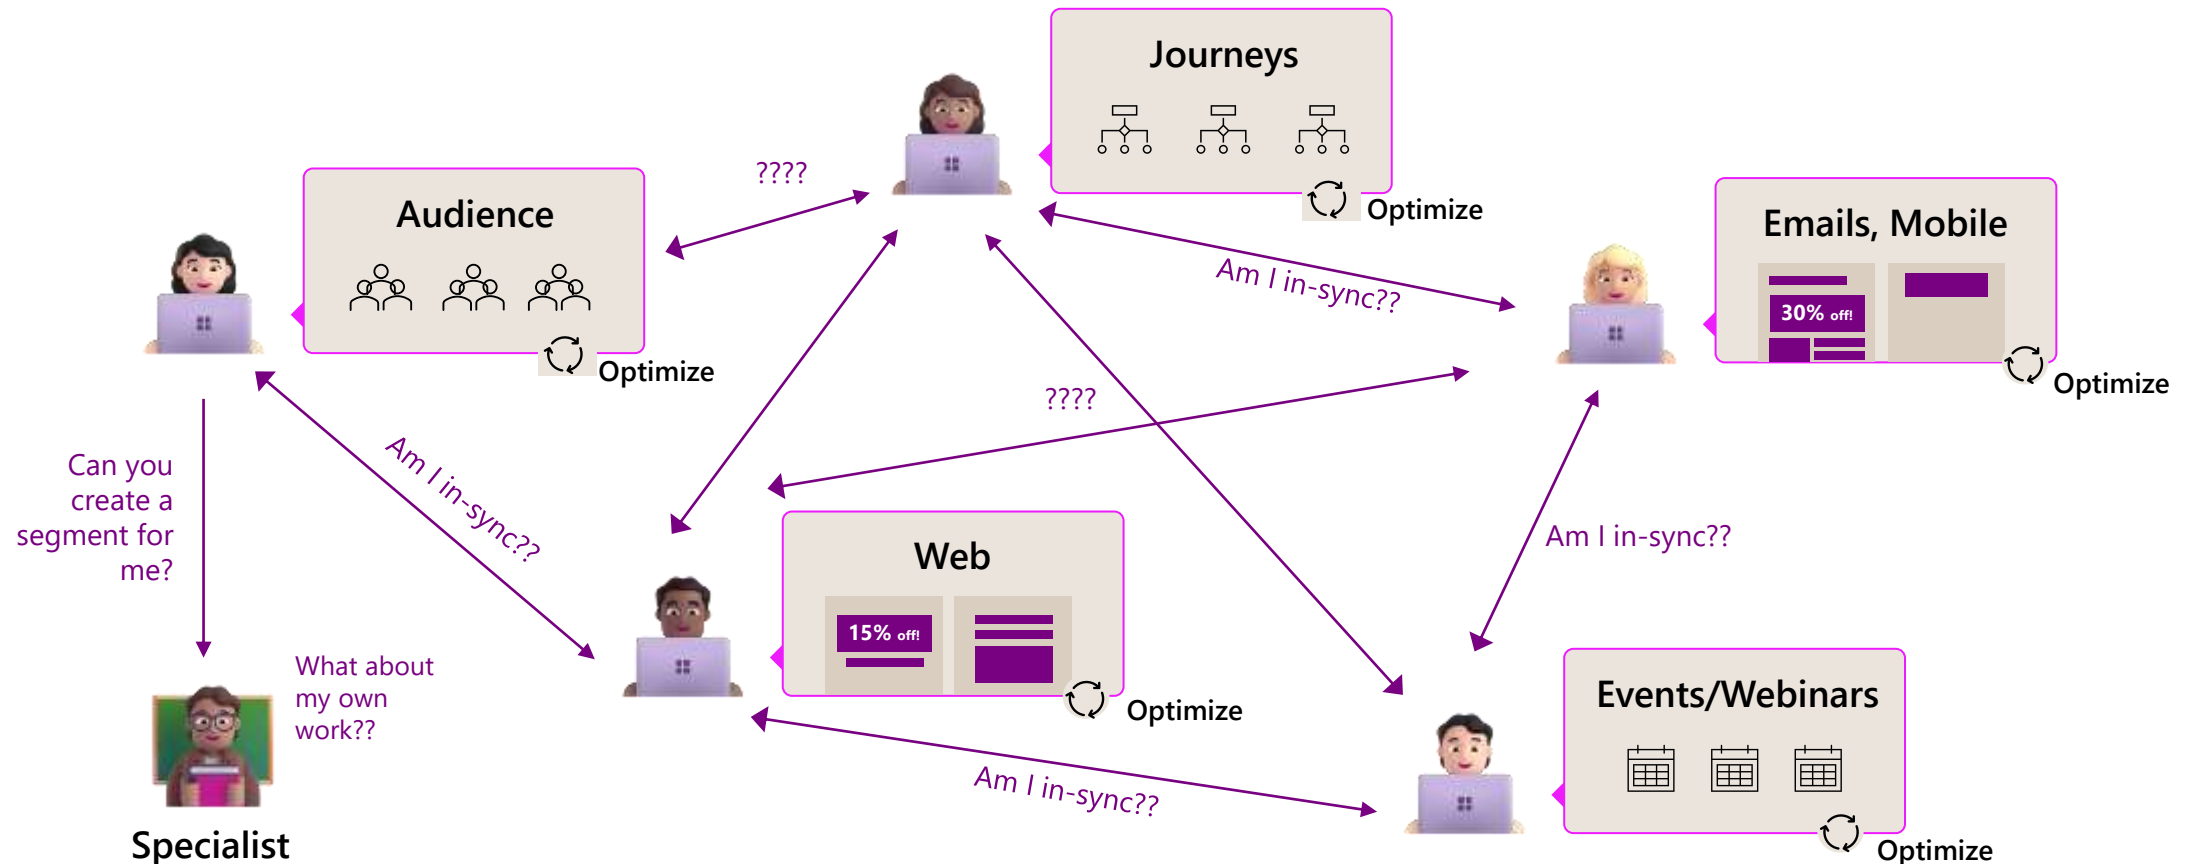 Journeys
Optimize
????
Audience
Optimize
Emails, Mobile
30% off!
Optimize
Am I in-sync??
????
Can you
create a
segment for
me?
Am I in-sync??
Am I in-sync??
Web
15% off!
Optimize
What about
my own
work??
Specialist
Am I in-sync??
Events/Webinars
Optimize